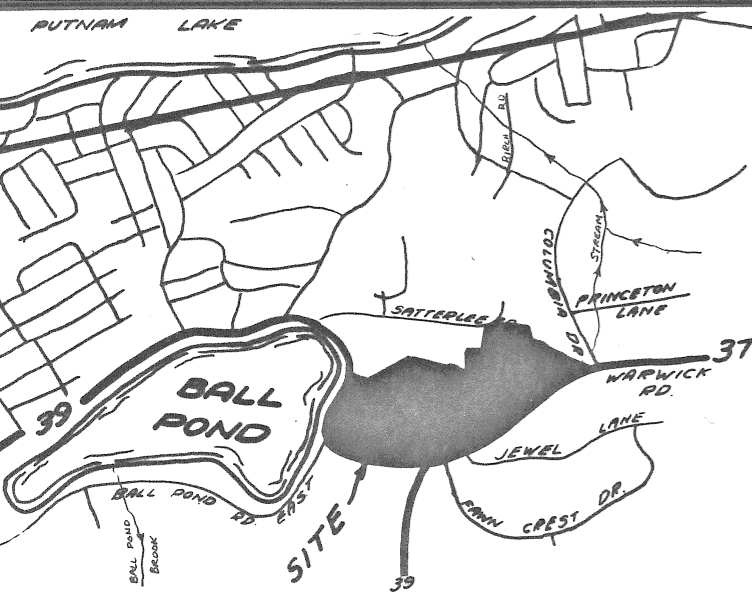 PUTNAM LAKE
BIRCH RD
STREAM
COLUMBIA DR.
PRINCETON
LANE
SATTERLEE RD.
37
WARWICK
RD.
BALL
POND
39
JEWEL LANE
FAWN CREST DR.
BALL POND RD. EAST
SITE
BALL POND
BROOK
39